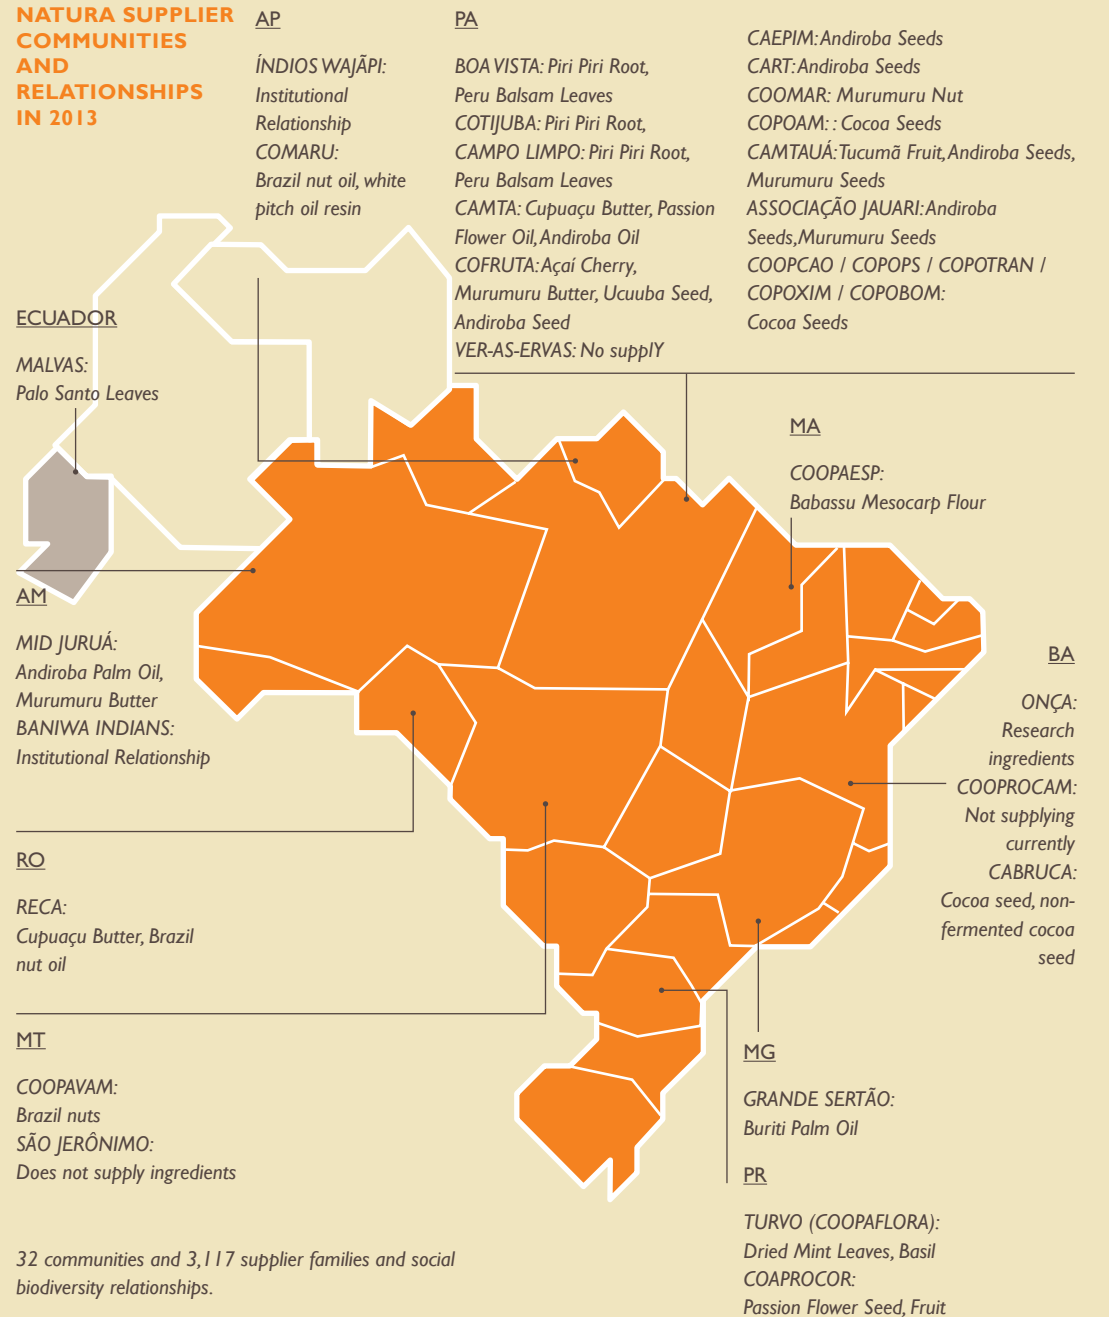 NATURA SUPPLIER
COMMUNITIES
AND
RELATIONSHIPS
IN 2013
AP
ÍNDIOS WAJÃPI:
Institutional
Relationship
COMARU:
Brazil nut oil, white
pitch oil resin
PA
BOA VISTA: Piri Piri Root,
Peru Balsam Leaves
COTIJUBA: Piri Piri Root,
CAMPO LIMPO: Piri Piri Root,
Peru Balsam Leaves
CAMTA: Cupuaçu Butter, Passion
Flower Oil, Andiroba Oil
COFRUTA: Açaí Cherry,
Murumuru Butter, Ucuuba Seed,
Andiroba Seed
VER-AS-ERVAS: No supplY
CAEPIM: Andiroba Seeds
CART: Andiroba Seeds
COOMAR: Murumuru Nut
COPOAM: : Cocoa Seeds
CAMTAUÁ: Tucumã Fruit, Andiroba Seeds,
Murumuru Seeds
ASSOCIAÇÃO JAUARI: Andiroba
Seeds, Murumuru Seeds
COOPCAO / COPOPS / COPOTRAN /
COPOXIM / COPOBOM:
Cocoa Seeds
ECUADOR
MALVAS:
Palo Santo Leaves
MA
COOPAESP:
Babassu Mesocarp Flour
AM
MID JURUÁ:
Andiroba Palm Oil,
Murumuru Butter
BANIWA INDIANS:
Institutional Relationship
BA
ONÇA:
Research
ingredients
COOPROCAM:
Not supplying
currently
CABRUCA:
Cocoa seed, non-
fermented cocoa
seed
RO
RECA:
Cupuaçu Butter, Brazil
nut oil
MT
COOPAVAM:
Brazil nuts
SÃO JERÔNIMO:
Does not supply ingredients
MG
GRANDE SERTÃO:
Buriti Palm Oil
PR
TURVO (COOPAFLORA):
Dried Mint Leaves, Basil
COAPROCOR:
Passion Flower Seed, Fruit
32 communities and 3,117 supplier families and social
biodiversity relationships.